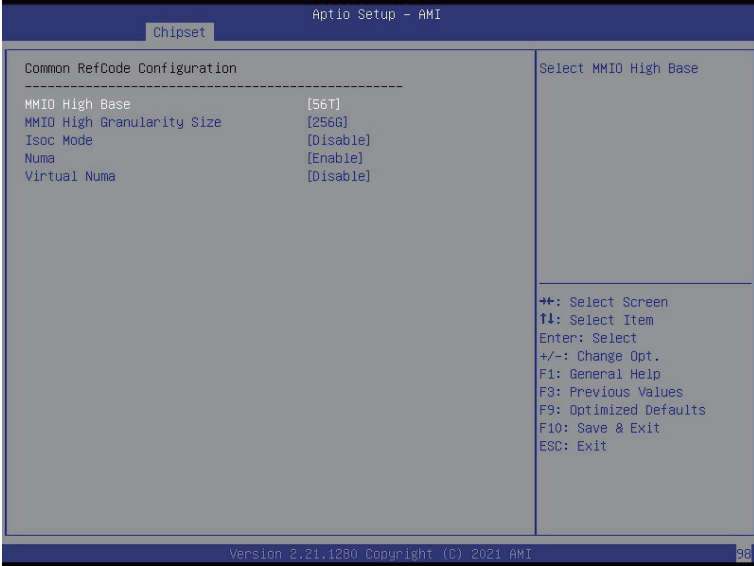 Aptio Setup – AMI
Chipset
Common RefCode Configuration
--------------------------------------------------
MMIO High Base [56T]
MMIO High Granularity Size [256G]
Isoc Mode [Disable]
Numa [Enable]
Virtual Numa [Disable]
Select MMIO High Base
→←: Select Screen
↑↓: Select Item
Enter: Select
+/-: Change Opt.
F1: General Help
F3: Previous Values
F9: Optimized Defaults
F10: Save & Exit
ESC: Exit
Version 2.21.1280 Copyright (C) 2021 AMI
98